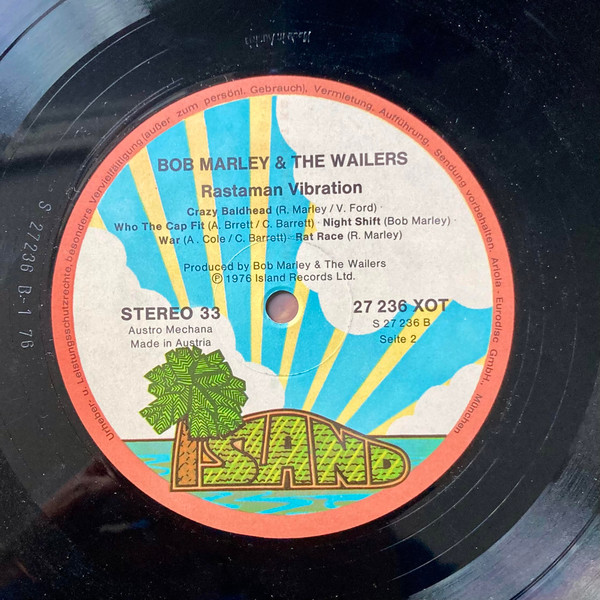 BOB MARLEY & THE WAILERS
Rastaman Vibration
Crazy Baldhead (R. Marley / V. Ford) ·
Who The Cap Fit (A. Brrett / C. Barrett) · Night Shift (Bob Marley) ·
War (A. Cole / C. Barrett) · Rat Race (R. Marley)
Produced by Bob Marley & The Wailers
Ⓟ 1976 Island Records Ltd.
STEREO 33
Austro Mechana
Made in Austria
27 236 XOT
S 27 236 B
Seite 2
ISLAND
Urheber- u. Leistungsschutzrechte, besonders Vervielfältigung (außer zum persönl. Gebrauch), Vermietung, Aufführung, Sendung vorbehalten. Ariola-Eurodisc GmbH., München
S 27236 B-1 76